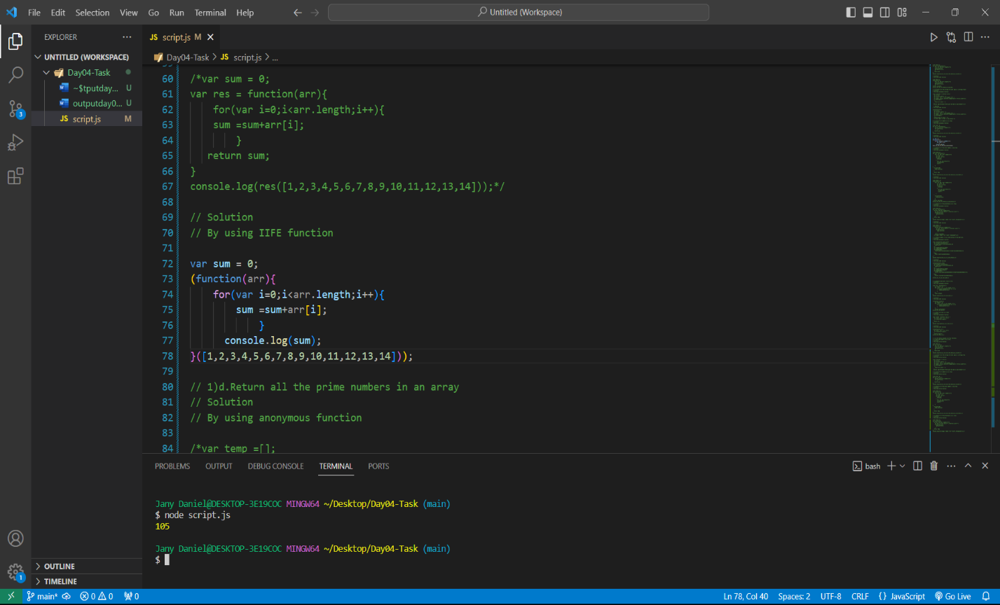 File Edit Selection View Go Run Terminal Help
Untitled (Workspace)
EXPLORER
UNTITLED (WORKSPACE)
Day04-Task
~$tputday... U
outputday0... U
JS script.js M
3
1
OUTLINE
TIMELINE
JS script.js M
Day04-Task > JS script.js > ...
60 /*var sum = 0;
61 var res = function(arr){
62 for(var i=0;i<arr.length;i++){
63 sum =sum+arr[i];
64 }
65 return sum;
66 }
67 console.log(res([1,2,3,4,5,6,7,8,9,10,11,12,13,14]));*/
68
69 // Solution
70 // By using IIFE function
71
72 var sum = 0;
73 (function(arr){
74 for(var i=0;i<arr.length;i++){
75 sum =sum+arr[i];
76 }
77 console.log(sum);
78 }([1,2,3,4,5,6,7,8,9,10,11,12,13,14]));
79
80 // 1)d.Return all the prime numbers in an array
81 // Solution
82 // By using anonymous function
83
84 /*var temp =[];
PROBLEMS OUTPUT DEBUG CONSOLE TERMINAL PORTS
bash
Jany Daniel@DESKTOP-3E19COC MINGW64 ~/Desktop/Day04-Task (main)
$ node script.js
105
Jany Daniel@DESKTOP-3E19COC MINGW64 ~/Desktop/Day04-Task (main)
$
main* 0 0 0
Ln 78, Col 40 Spaces: 2 UTF-8 CRLF {} JavaScript Go Live